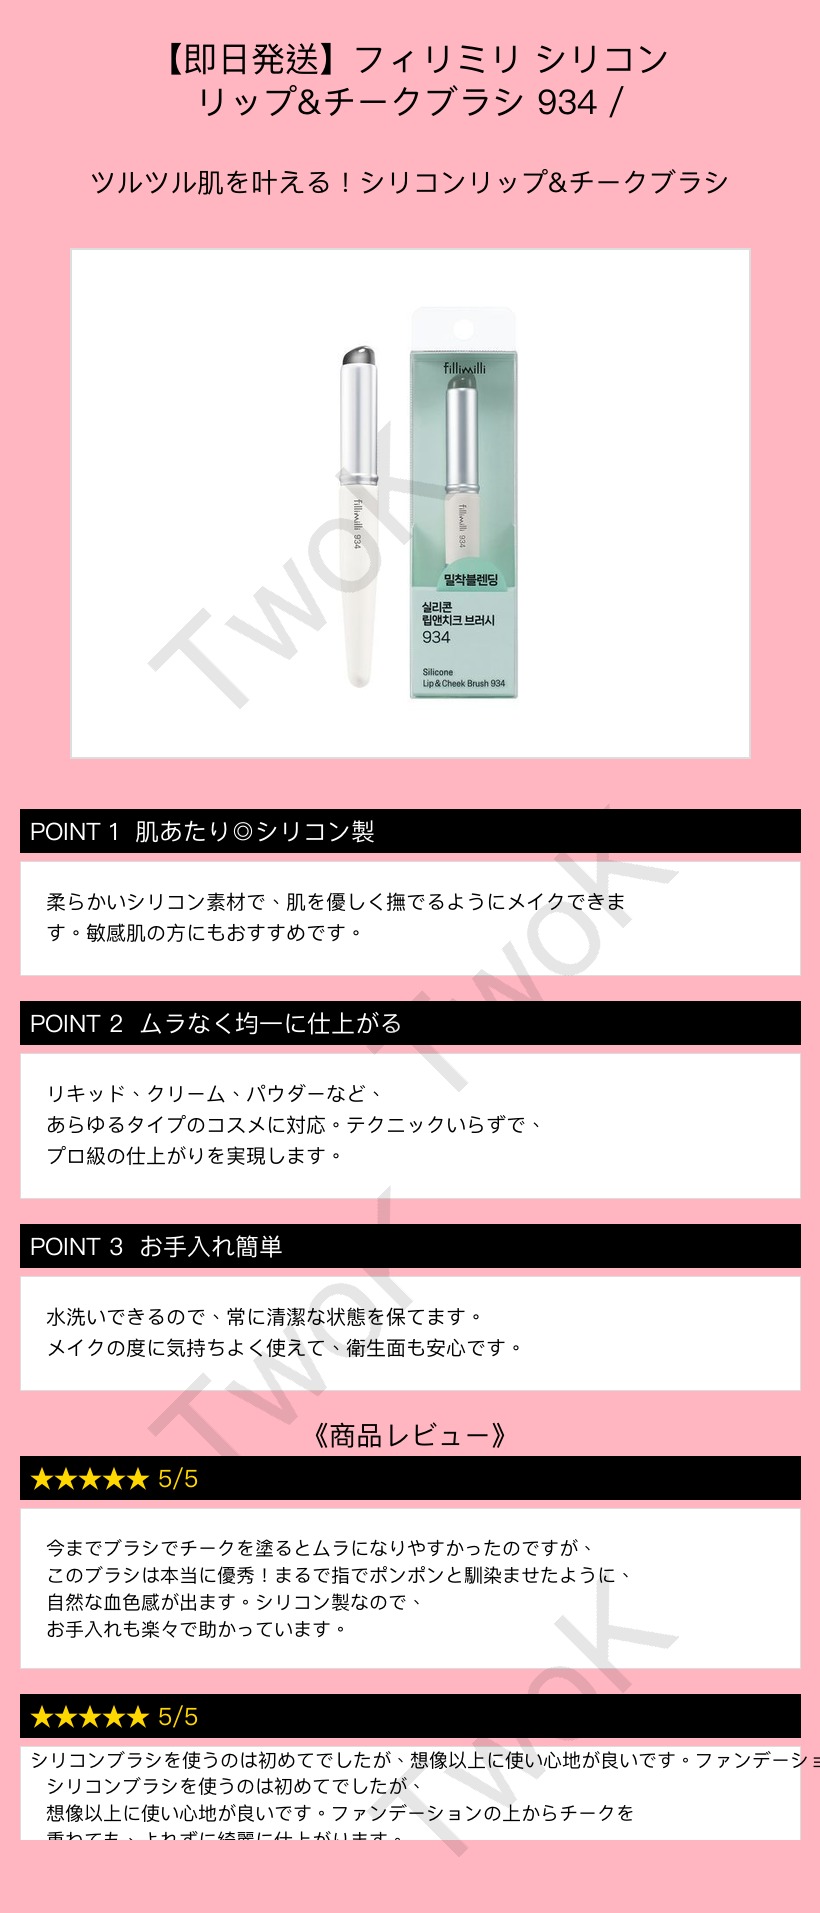 【即日発送】フィリミリ シリコン
リップ&チークブラシ 934 /
ツルツル肌を叶える！シリコンリップ&チークブラシ
fillimilli
fillimilli 934
fillimilli 934
밀착블렌딩
실리콘
립앤치크 브러시
934
Silicone
Lip & Cheek Brush 934
TwoK
POINT 1 肌あたり◎シリコン製
柔らかいシリコン素材で、肌を優しく撫でるようにメイクできま
す。敏感肌の方にもおすすめです。
TwoK
POINT 2 ムラなく均一に仕上がる
リキッド、クリーム、パウダーなど、
あらゆるタイプのコスメに対応。テクニックいらずで、
プロ級の仕上がりを実現します。
POINT 3 お手入れ簡単
水洗いできるので、常に清潔な状態を保てます。
メイクの度に気持ちよく使えて、衛生面も安心です。
TwoK
《商品レビュー》
★★★★★ 5/5
今までブラシでチークを塗るとムラになりやすかったのですが、
このブラシは本当に優秀！まるで指でポンポンと馴染ませたように、
自然な血色感が出ます。シリコン製なので、
お手入れも楽々で助かっています。
TwoK
★★★★★ 5/5
シリコンブラシを使うのは初めてでしたが、想像以上に使い心地が良いです。ファンデーショ
シリコンブラシを使うのは初めてでしたが、
想像以上に使い心地が良いです。ファンデーションの上からチークを
重ねても、よれずに綺麗に仕上がります。